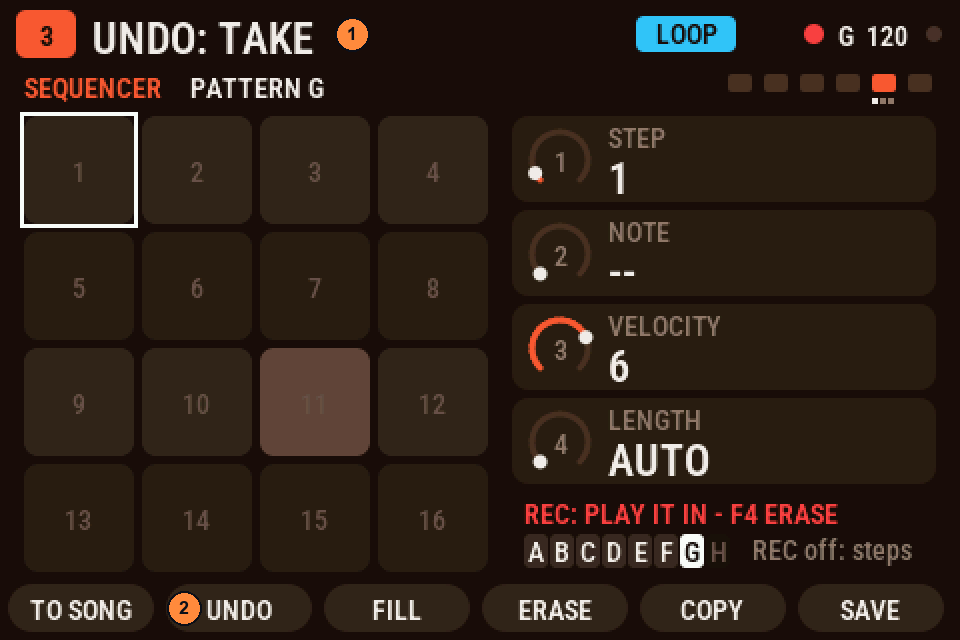 3 UNDO: TAKE 1 LOOP G 120
SEQUENCER PATTERN G
1 2 3 4
5 6 7 8
9 10 11 12
13 14 15 16
1 STEP
1
2 NOTE
--
3 VELOCITY
6
4 LENGTH
AUTO
REC: PLAY IT IN - F4 ERASE
A B C D E F G H REC off: steps
TO SONG 2 UNDO FILL ERASE COPY SAVE